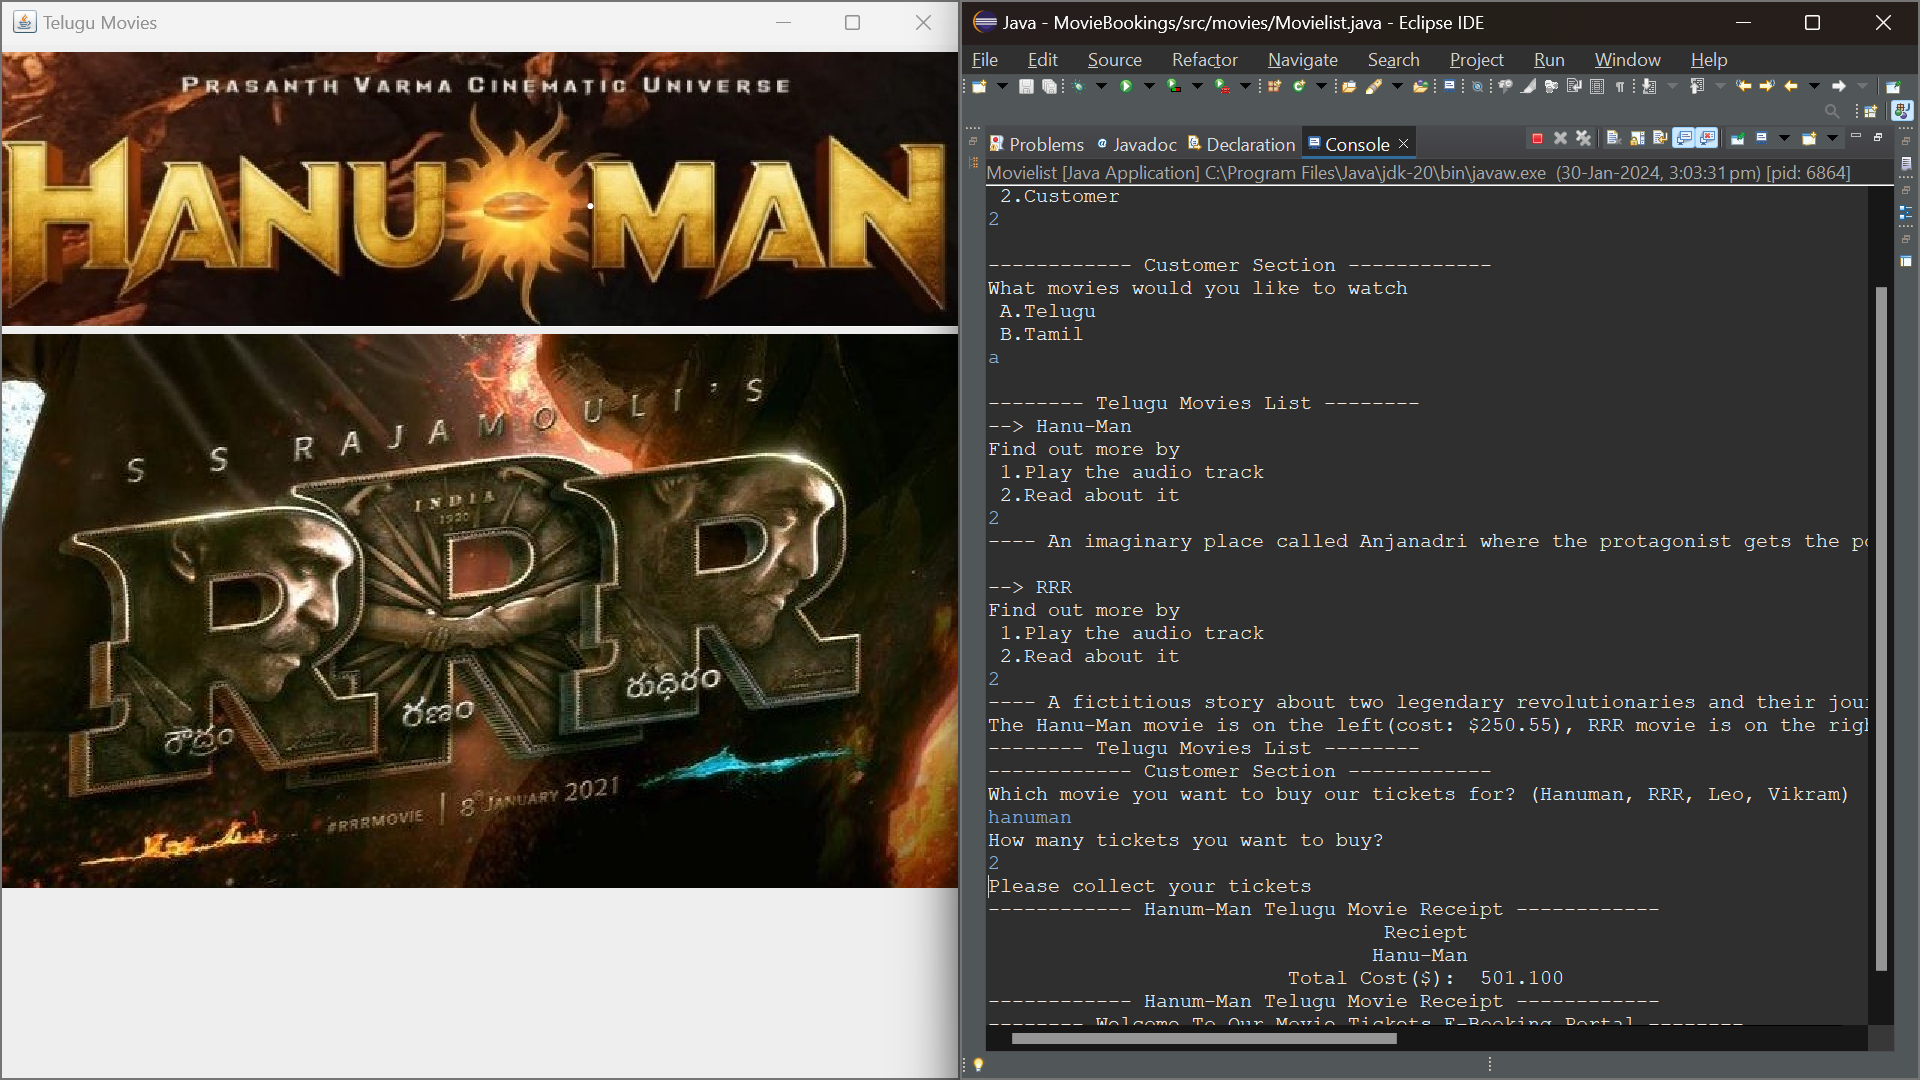 Telugu Movies
PRASANTH VARMA CINEMATIC UNIVERSE
HANU MAN
S S RAJAMOULI'S
INDIA
1920
RRR
రౌద్రం
రణం
రుధిరం
#RRRMOVIE | 8TH JANUARY 2021
Java - MovieBookings/src/movies/Movielist.java - Eclipse IDE
File Edit Source Refactor Navigate Search Project Run Window Help
Problems Javadoc Declaration Console
Movielist [Java Application] C:\Program Files\Java\jdk-20\bin\javaw.exe (30-Jan-2024, 3:03:31 pm) [pid: 6864]
2.Customer
2
------------ Customer Section ------------
What movies would you like to watch
A.Telugu
B.Tamil
a
-------- Telugu Movies List --------
--> Hanu-Man
Find out more by
1.Play the audio track
2.Read about it
2
---- An imaginary place called Anjanadri where the protagonist gets the
--> RRR
Find out more by
1.Play the audio track
2.Read about it
2
---- A fictitious story about two legendary revolutionaries and their
The Hanu-Man movie is on the left(cost: $250.55), RRR movie is on the
-------- Telugu Movies List --------
------------ Customer Section ------------
Which movie you want to buy our tickets for? (Hanuman, RRR, Leo, Vikram)
hanuman
How many tickets you want to buy?
2
Please collect your tickets
------------ Hanum-Man Telugu Movie Receipt ------------
Reciept
Hanu-Man
Total Cost($): 501.100
------------ Hanum-Man Telugu Movie Receipt ------------
-------- Welcome To Our Movie Tickets E-Booking Portal --------